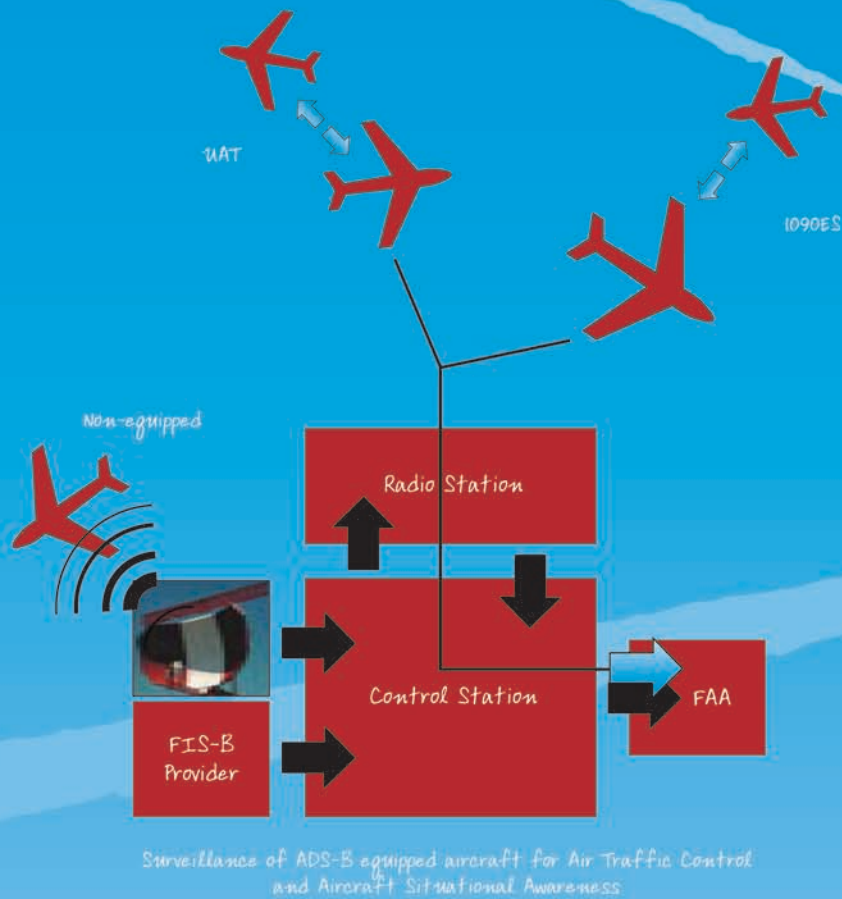 UAT
1090ES
Non-equipped
Radio Station
Control Station
FAA
FIS-B
Provider
Surveillance of ADS-B equipped aircraft for Air Traffic Control
and Aircraft Situational Awareness